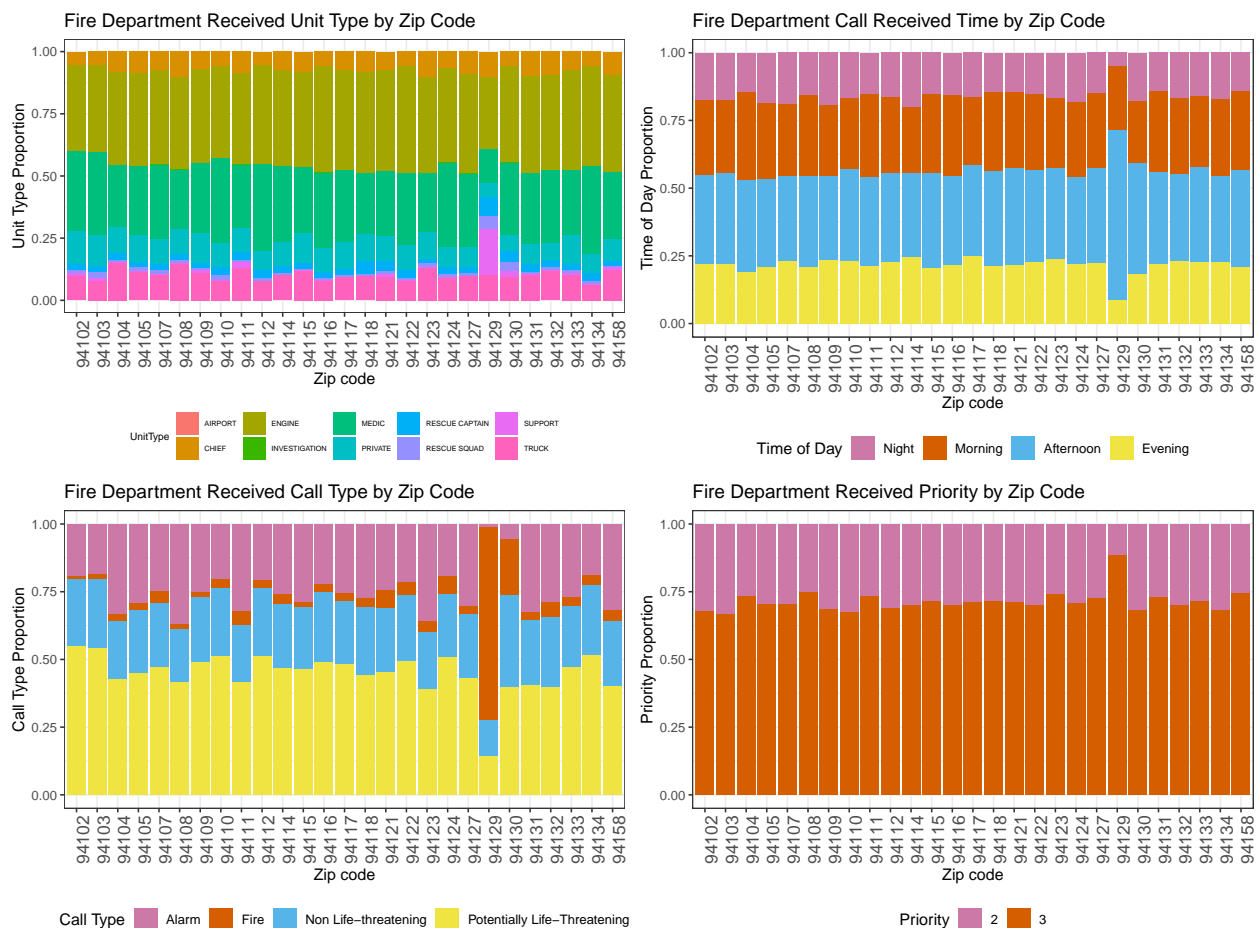 Fire Department Received Unit Type by Zip Code
Unit Type Proportion
1.00
0.75
0.50
0.25
0.00
94102 94103 94104 94105 94107 94108 94109 94110 94111 94112 94114 94115 94116 94117 94118 94121 94122 94123 94124 94127 94129 94130 94131 94132 94133 94134 94158
Zip code
UnitType
AIRPORT ENGINE MEDIC RESCUE CAPTAIN SUPPORT
CHIEF INVESTIGATION PRIVATE RESCUE SQUAD TRUCK
Fire Department Call Received Time by Zip Code
Time of Day Proportion
1.00
0.75
0.50
0.25
0.00
94102 94103 94104 94105 94107 94108 94109 94110 94111 94112 94114 94115 94116 94117 94118 94121 94122 94123 94124 94127 94129 94130 94131 94132 94133 94134 94158
Zip code
Time of Day Night Morning Afternoon Evening
Fire Department Received Call Type by Zip Code
Call Type Proportion
1.00
0.75
0.50
0.25
0.00
94102 94103 94104 94105 94107 94108 94109 94110 94111 94112 94114 94115 94116 94117 94118 94121 94122 94123 94124 94127 94129 94130 94131 94132 94133 94134 94158
Zip code
Call Type Alarm Fire Non Life−threatening Potentially Life−Threatening
Fire Department Received Priority by Zip Code
Priority Proportion
1.00
0.75
0.50
0.25
0.00
94102 94103 94104 94105 94107 94108 94109 94110 94111 94112 94114 94115 94116 94117 94118 94121 94122 94123 94124 94127 94129 94130 94131 94132 94133 94134 94158
Zip code
Priority 2 3